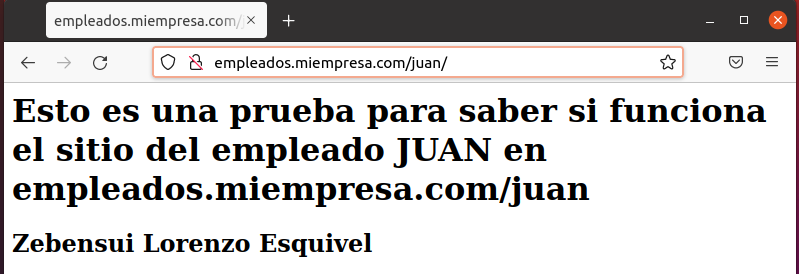 empleados.miempresa.com/j
empleados.miempresa.com/juan/
Esto es una prueba para saber si funciona
el sitio del empleado JUAN en
empleados.miempresa.com/juan
Zebensui Lorenzo Esquivel